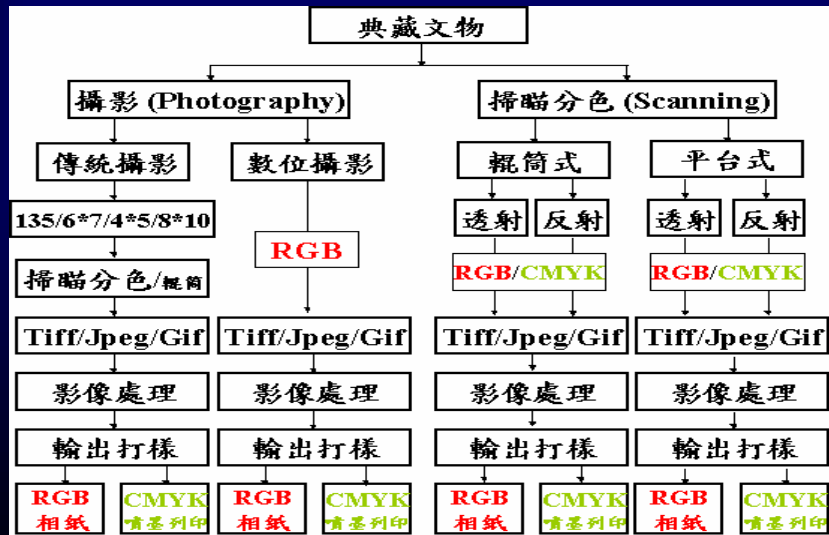 典藏文物
攝影 (Photography)
掃瞄分色 (Scanning)
傳統攝影
數位攝影
輥筒式
平台式
135/6*7/4*5/8*10
透射
反射
透射
反射
RGB
RGB/CMYK
RGB/CMYK
掃瞄分色/輥筒
Tiff/Jpeg/Gif
Tiff/Jpeg/Gif
Tiff/Jpeg/Gif
Tiff/Jpeg/Gif
影像處理
影像處理
影像處理
影像處理
輸出打樣
輸出打樣
輸出打樣
輸出打樣
RGB
相紙
CMYK
噴墨列印
RGB
相紙
CMYK
噴墨列印
RGB
相紙
CMYK
噴墨列印
RGB
相紙
CMYK
噴墨列印